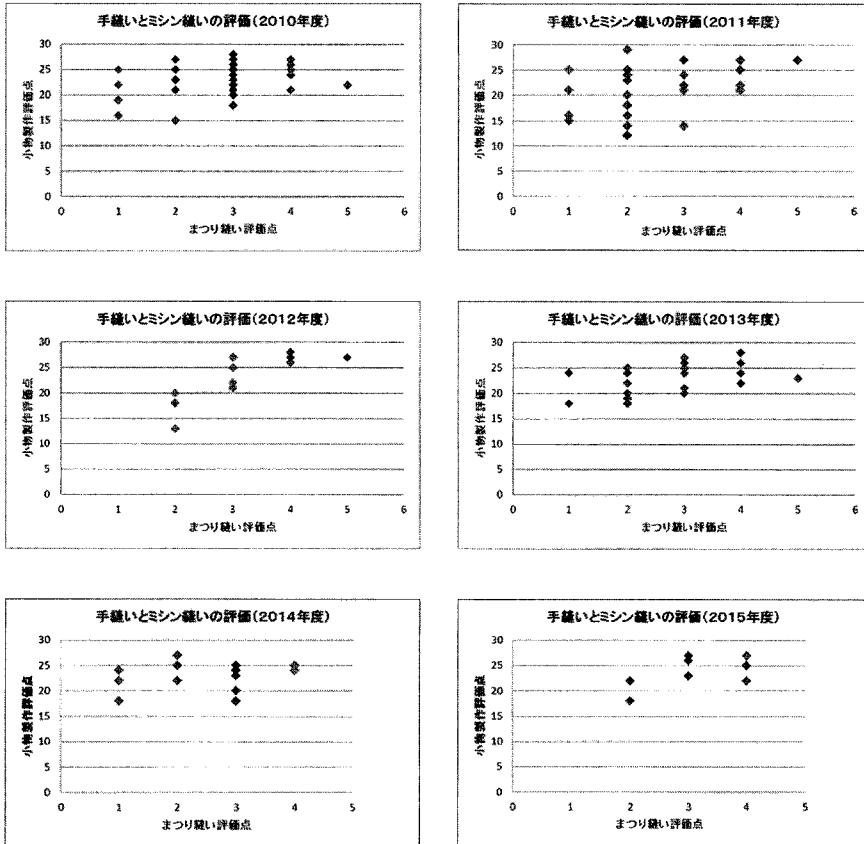 手縫いとミシン縫いの評価(2010年度)
小物製作評価点
30
25
20
15
10
5
0
0 1 2 3 4 5 6
まつり縫い評価点
手縫いとミシン縫いの評価(2011年度)
小物製作評価点
30
25
20
15
10
5
0
0 1 2 3 4 5 6
まつり縫い評価点
手縫いとミシン縫いの評価(2012年度)
小物製作評価点
30
25
20
15
10
5
0
0 1 2 3 4 5 6
まつり縫い評価点
手縫いとミシン縫いの評価(2013年度)
小物製作評価点
30
25
20
15
10
5
0
0 1 2 3 4 5 6
まつり縫い評価点
手縫いとミシン縫いの評価(2014年度)
小物製作評価点
30
25
20
15
10
5
0
0 1 2 3 4 5
まつり縫い評価点
手縫いとミシン縫いの評価(2015年度)
小物製作評価点
30
25
20
15
10
5
0
0 1 2 3 4 5
まつり縫い評価点